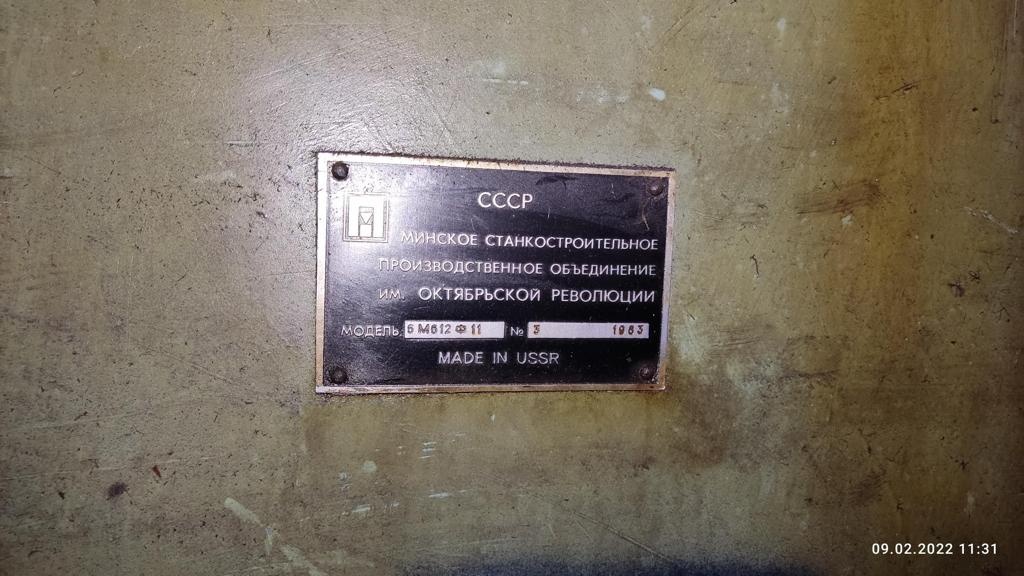 СССР
МИНСКОЕ СТАНКОСТРОИТЕЛЬНОЕ
ПРОИЗВОДСТВЕННОЕ ОБЪЕДИНЕНИЕ
ИМ. ОКТЯБРЬСКОЙ РЕВОЛЮЦИИ
МОДЕЛЬ 6М612Ф11 № 3 1983
MADE IN USSR
09.02.2022 11:31